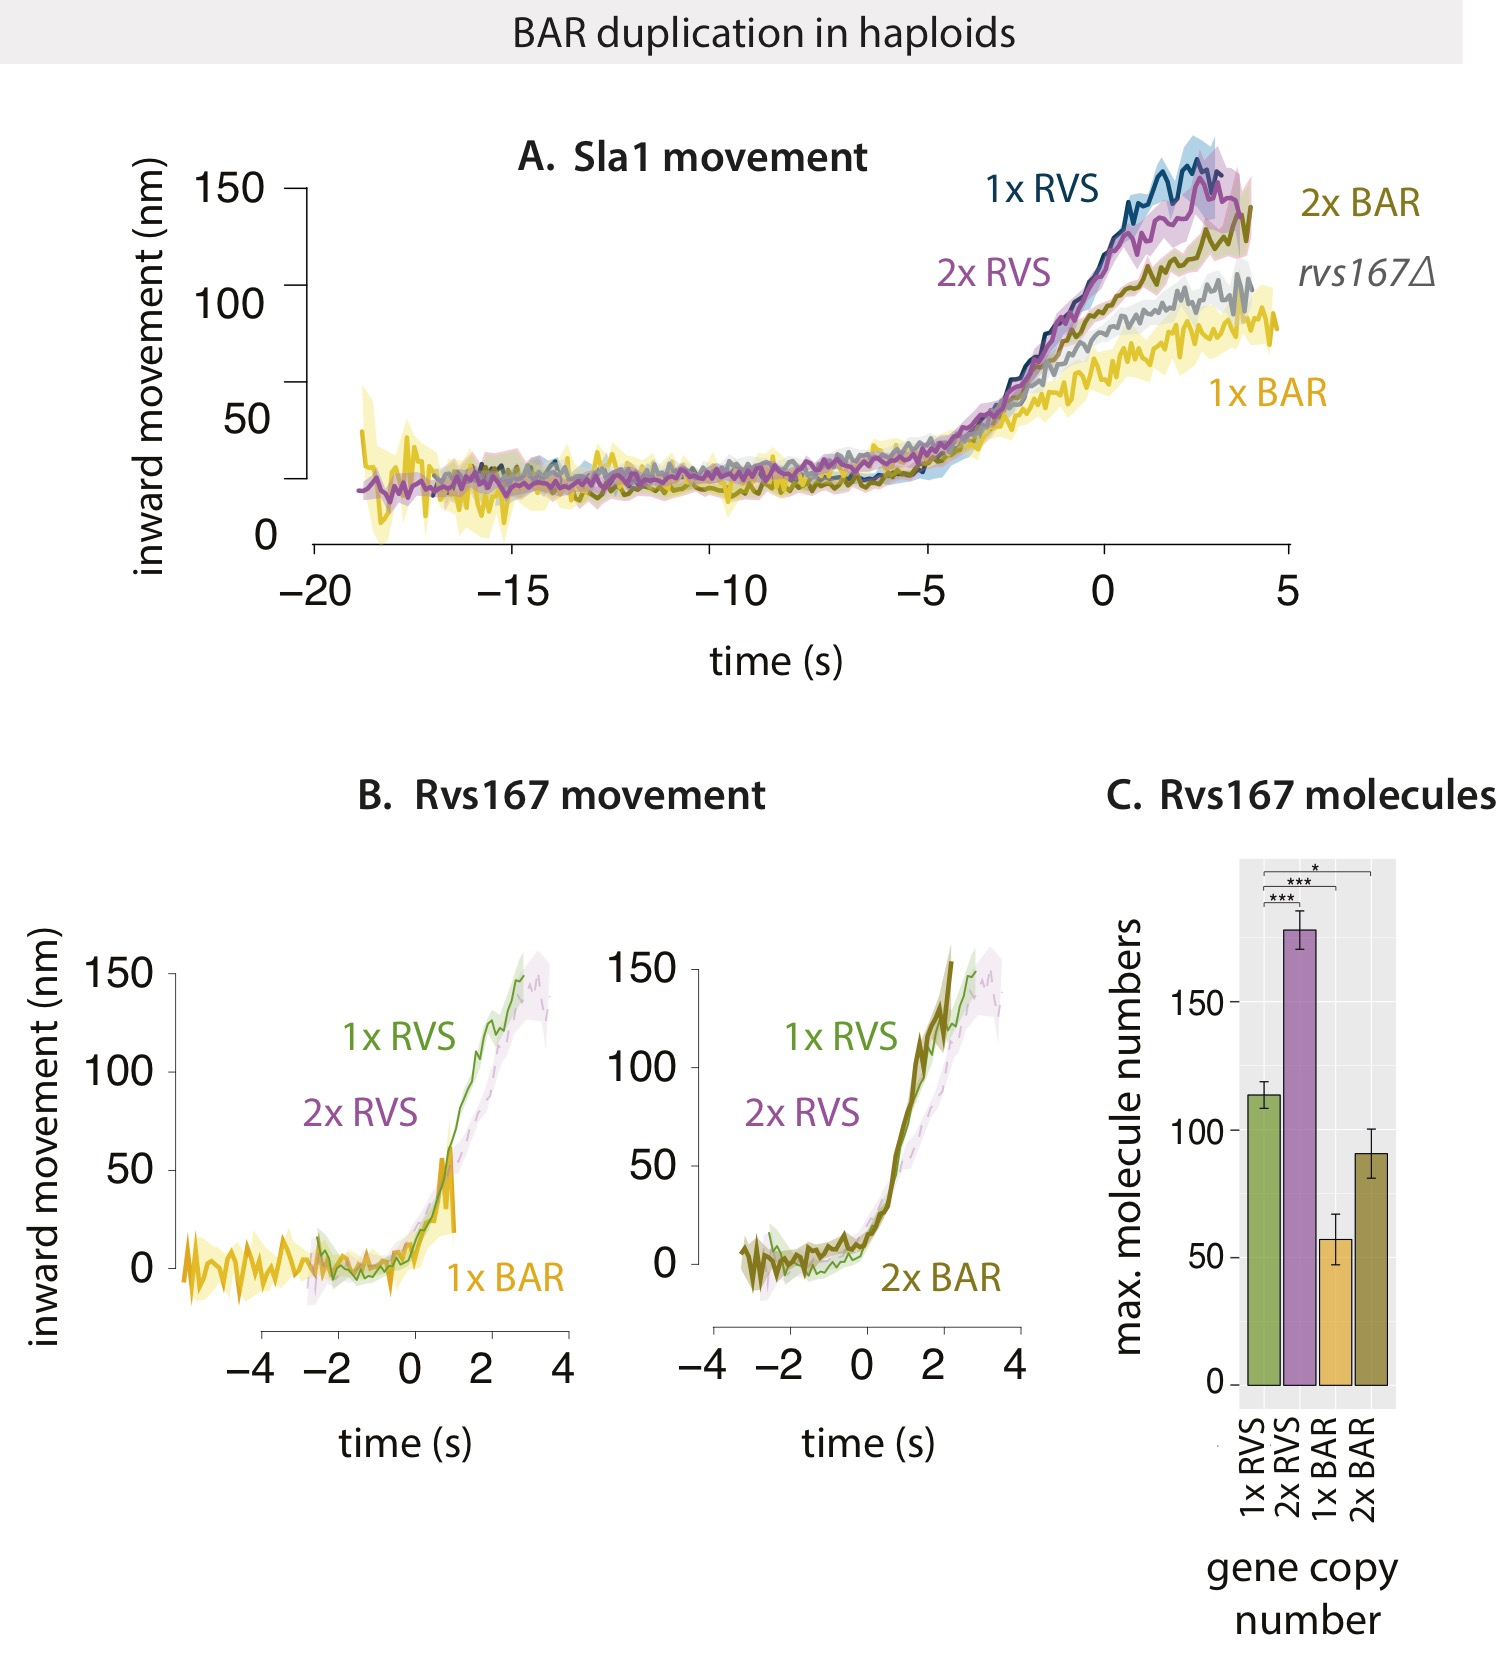 BAR duplication in haploids
A. Sla1 movement
inward movement (nm)
150
100
50
0
1x RVS
2x RVS
2x BAR
rvs167Δ
1x BAR
−20 −15 −10 −5 0 5
time (s)
B. Rvs167 movement
inward movement (nm)
150
100
50
0
1x RVS
2x RVS
1x BAR
−4 −2 0 2 4
time (s)
150
100
50
0
1x RVS
2x RVS
2x BAR
−4 −2 0 2 4
time (s)
C. Rvs167 molecules
max. molecule numbers
*
***
***
150
100
50
0
1x RVS
2x RVS
1x BAR
2x BAR
gene copy
number